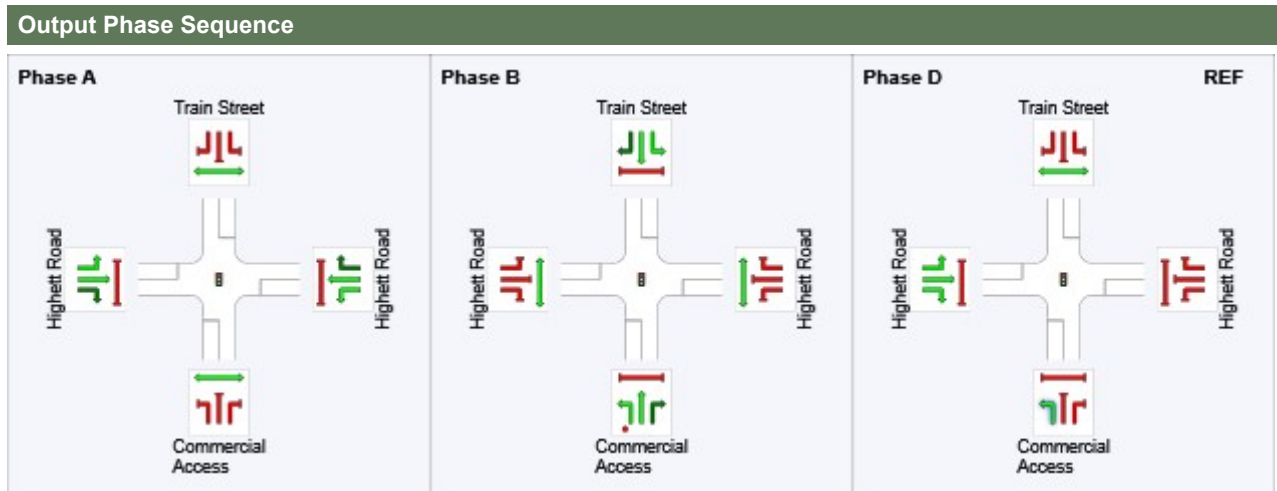 Output Phase Sequence
Phase A
Train Street
Highett Road
Highett Road
Commercial
Access
Phase B
Train Street
Highett Road
Highett Road
Commercial
Access
Phase D
REF
Train Street
Highett Road
Highett Road
Commercial
Access